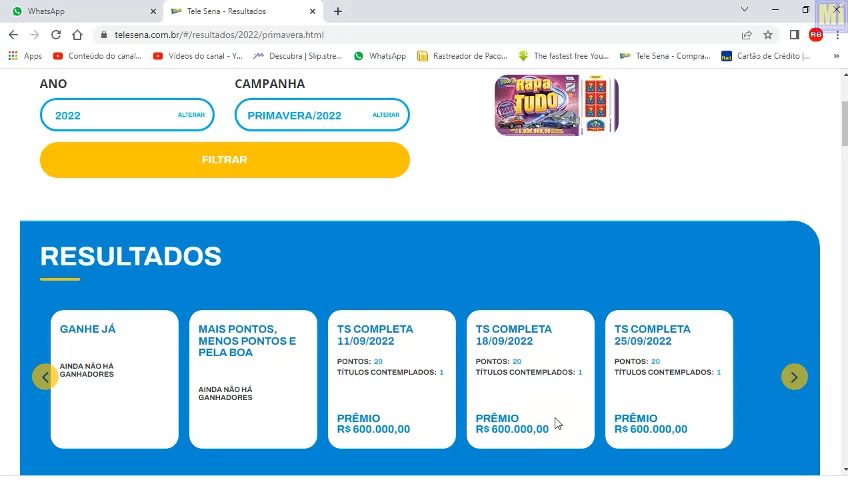 WhatsApp
Tele Sena - Resultados
telesena.com.br/#/resultados/2022/primavera.html
RB
Apps
Conteúdo do canal...
Vídeos do canal - Y...
Descubra | Slip.stre...
WhatsApp
Rastreador de Paco...
The fastest free You...
Tele Sena - Compra...
Cartão de Crédito |...
ANO
CAMPANHA
2022 ALTERAR
PRIMAVERA/2022 ALTERAR
FILTRAR
RAPA
TUDO
RESULTADOS
GANHE JÁ
AINDA NÃO HÁ
GANHADORES
MAIS PONTOS,
MENOS PONTOS E
PELA BOA
AINDA NÃO HÁ
GANHADORES
TS COMPLETA
11/09/2022
PONTOS: 20
TÍTULOS CONTEMPLADOS: 1
PRÊMIO
R$ 600.000,00
TS COMPLETA
18/09/2022
PONTOS: 20
TÍTULOS CONTEMPLADOS: 1
PRÊMIO
R$ 600.000,00
TS COMPLETA
25/09/2022
PONTOS: 20
TÍTULOS CONTEMPLADOS: 1
PRÊMIO
R$ 600.000,00